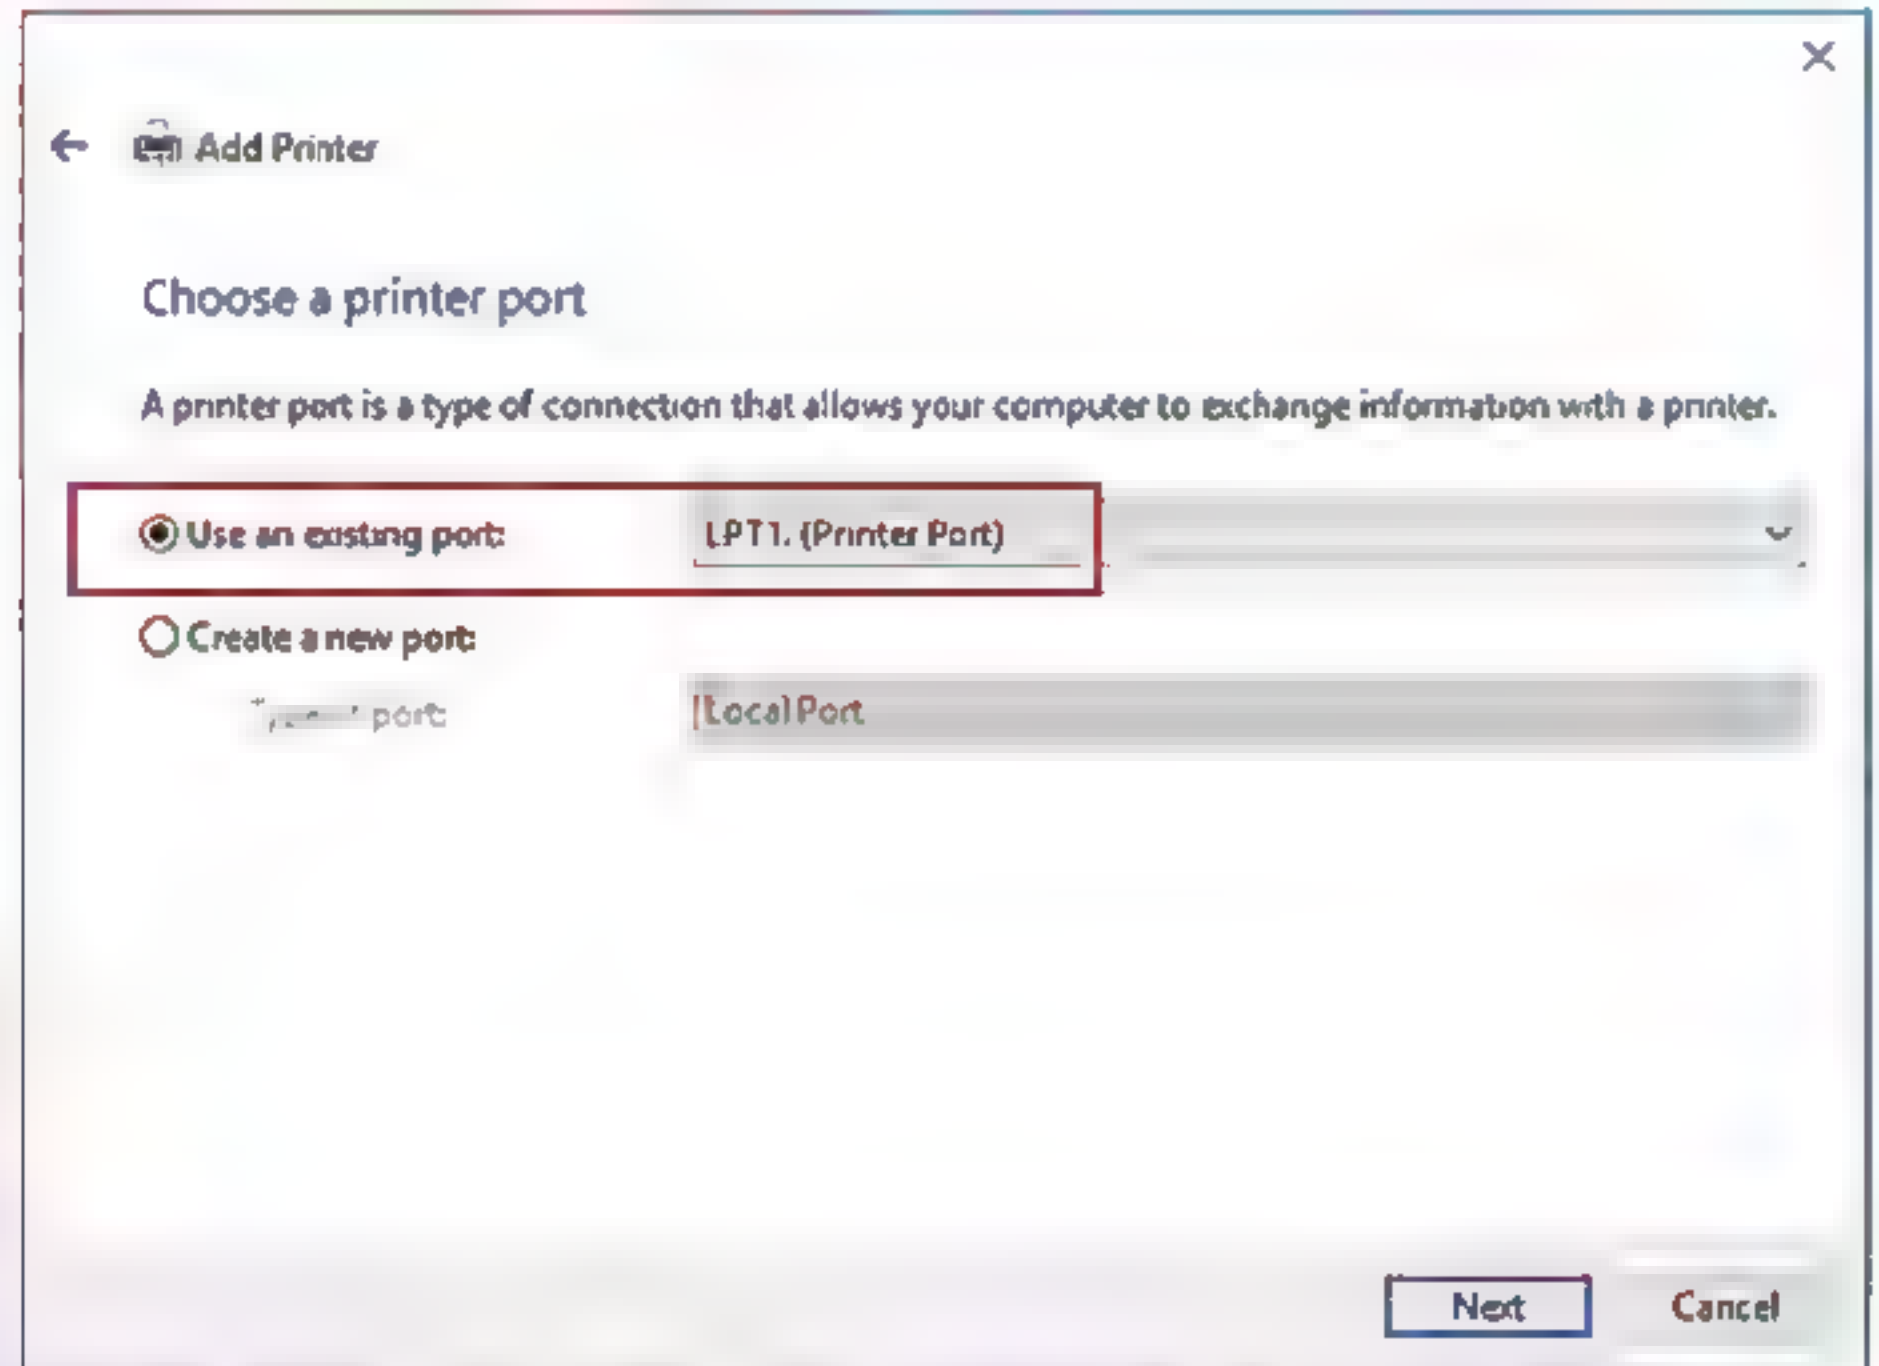 Add Printer
Choose a printer port
A printer port is a type of connection that allows your computer to exchange information with a printer.
Use an existing port: LPT1: (Printer Port)
Create a new port:
port: Local Port
Next Cancel